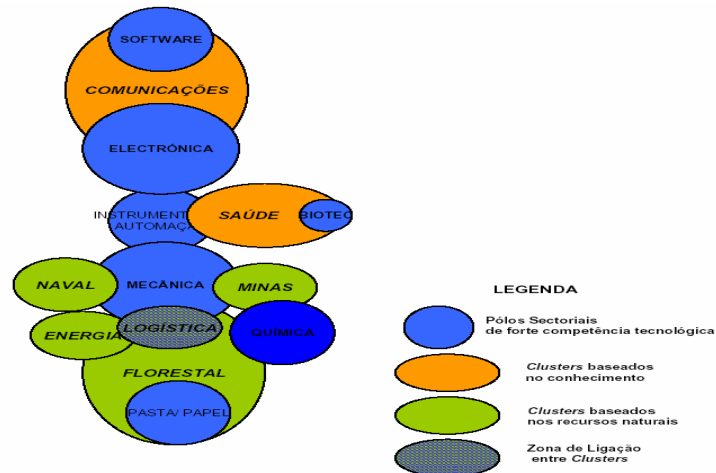 SOFTWARE
COMUNICAÇÕES
ELECTRÓNICA
INSTRUMENT
AUTOMAÇÃ
SAÚDE
BIOTEC
NAVAL
MECÂNICA
MINAS
ENERGIA
LOGÍSTICA
QUÍMICA
FLORESTAL
PASTA/ PAPEL
LEGENDA
Pólos Sectoriais
de forte competência tecnológica
Clusters baseados
no conhecimento
Clusters baseados
nos recursos naturais
Zona de Ligação
entre Clusters